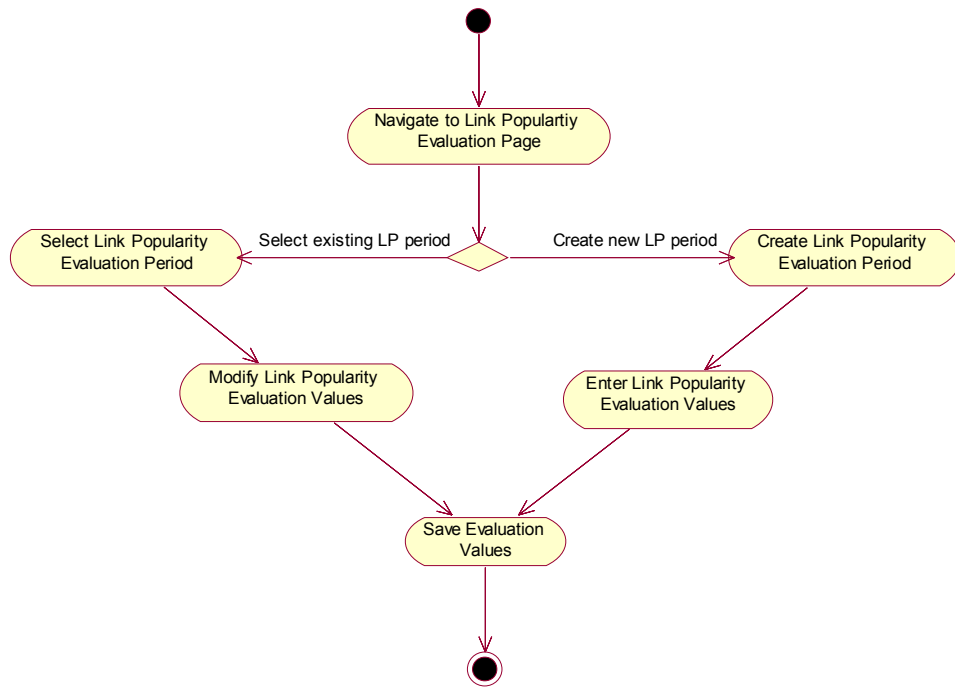 Navigate to Link Populartiy
Evaluation Page
Select Link Popularity
Evaluation Period
Select existing LP period
Create new LP period
Create Link Popularity
Evaluation Period
Modify Link Popularity
Evaluation Values
Enter Link Popularity
Evaluation Values
Save Evaluation
Values